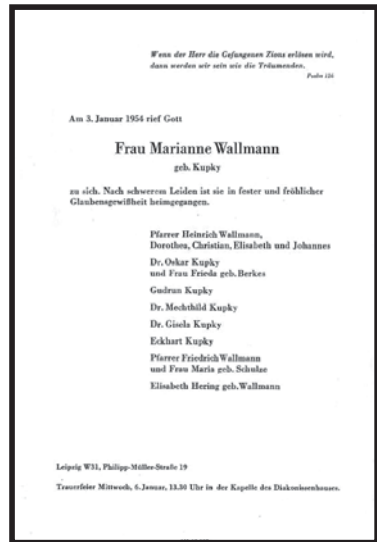 Wenn der Herr die Gefangenen Zions erlösen wird,
dann werden wir sein wie die Träumenden.
Psalm 126
Am 3. Januar 1954 rief Gott
Frau Marianne Wallmann
geb. Kupky
zu sich. Nach schwerem Leiden ist sie in fester und fröhlicher
Glaubensgewißheit heimgegangen.
Pfarrer Heinrich Wallmann,
Dorothea, Christian, Elisabeth und Johannes
Dr. Oskar Kupky
und Frau Frieda geb. Berkes
Gudrun Kupky
Dr. Mechthild Kupky
Dr. Gisela Kupky
Eckhart Kupky
Pfarrer Friedrich Wallmann
und Frau Maria geb. Schulze
Elisabeth Hering geb. Wallmann
Leipzig W31, Philipp-Müller-Straße 19
Trauerfeier Mittwoch, 6. Januar, 13.30 Uhr in der Kapelle des Diakonissenhauses.